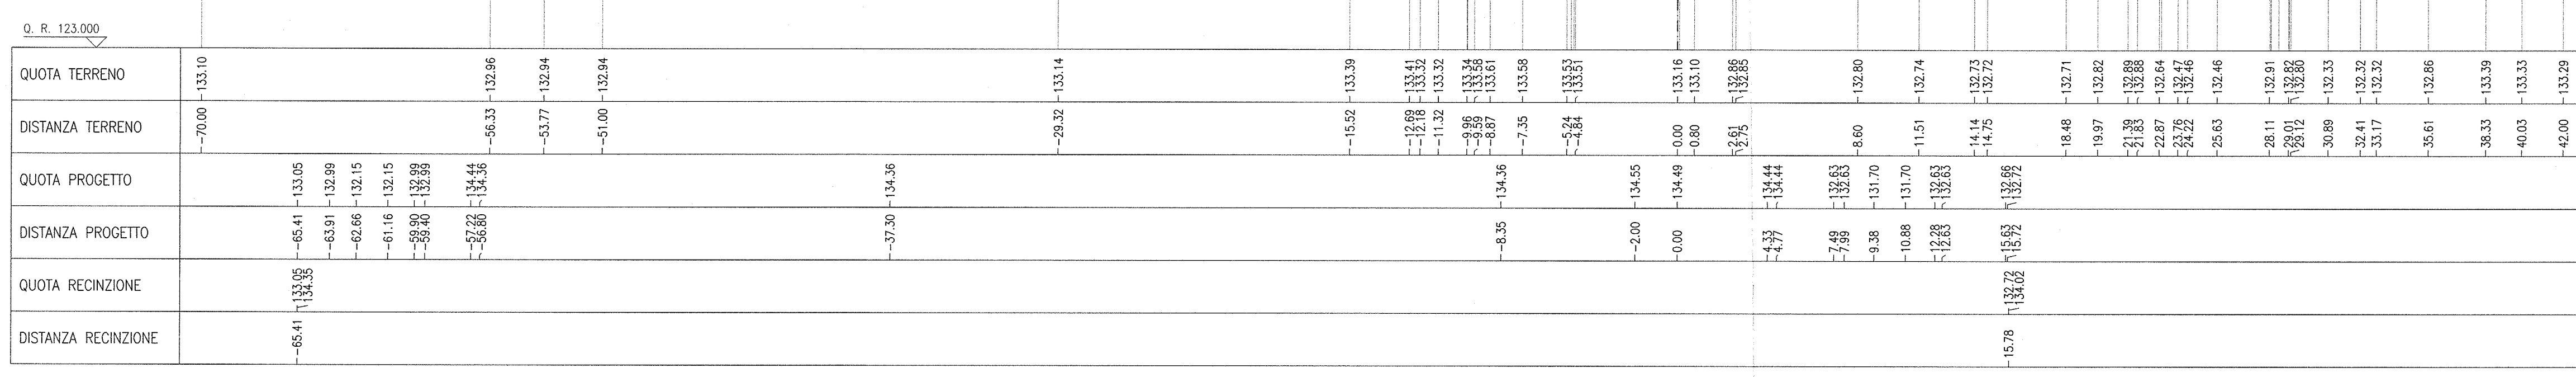 Q. R. 123.000
QUOTA TERRENO 133.10 132.96 132.94 132.94 133.14 133.39 133.41 133.32 133.32 133.34 133.58 133.61 133.58 133.53 133.51 133.16 133.10 132.86 132.85 132.80 132.74 132.73 132.72 132.71 132.82 132.89 132.88 132.64 132.47 132.46 132.46 132.91 132.82 132.80 132.33 132.32 132.32 132.86 133.39 133.33 133.29
DISTANZA TERRENO -70.00 -56.33 -53.77 -51.00 -29.32 -15.52 -12.69 -12.18 -11.32 -9.96 -9.59 -8.87 -7.35 -5.24 -4.84 0.00 0.80 2.61 2.75 8.60 11.51 14.14 14.75 18.48 19.97 21.39 21.83 22.87 23.76 24.22 25.63 28.11 29.01 29.12 30.89 32.41 33.17 35.61 38.33 40.03 42.00
QUOTA PROGETTO 133.05 132.99 132.15 132.15 132.99 132.99 134.44 134.36 134.36 134.36 134.55 134.49 134.44 134.44 132.63 132.63 131.70 131.70 132.63 132.63 132.66 132.72
DISTANZA PROGETTO -65.41 -63.91 -62.66 -61.16 -59.90 -59.40 -57.22 -56.80 -37.30 -8.35 -2.00 0.00 4.33 4.77 7.49 7.99 9.38 10.88 12.28 12.63 15.63 15.72
QUOTA RECINZIONE 133.05 134.35 132.72 134.02
DISTANZA RECINZIONE -65.41 15.78